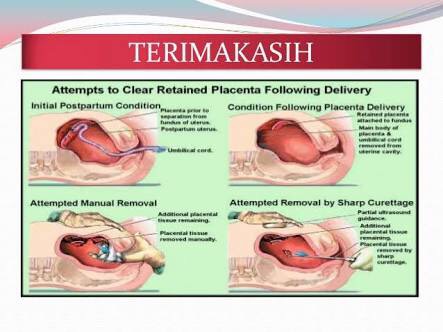 TERIMAKASIH
Attempts to Clear Retained Placenta Following Delivery
Initial Postpartum Condition
Placenta prior to
separation from
fundus of uterus.
Postpartum uterus.
Umbilical cord.
Condition Following Placenta Delivery
Retained placenta
attached to fundus
Main body of
placenta &
umbilical cord
removed from
uterine cavity.
Attempted Manual Removal
Additional placental
tissue remaining.
Placental tissue
removed manually.
Attempted Removal by Sharp Curettage
Partial ultrasound
guidance.
Additional
placental tissue
remaining.
Placental tissue
removed by
sharp
curettage.